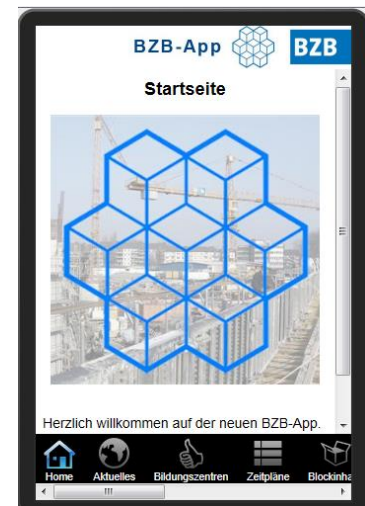 BZB-App BZB
Startseite
Herzlich willkommen auf der neuen BZB-App.
Home Aktuelles Bildungszentren Zeitpläne Blockinha